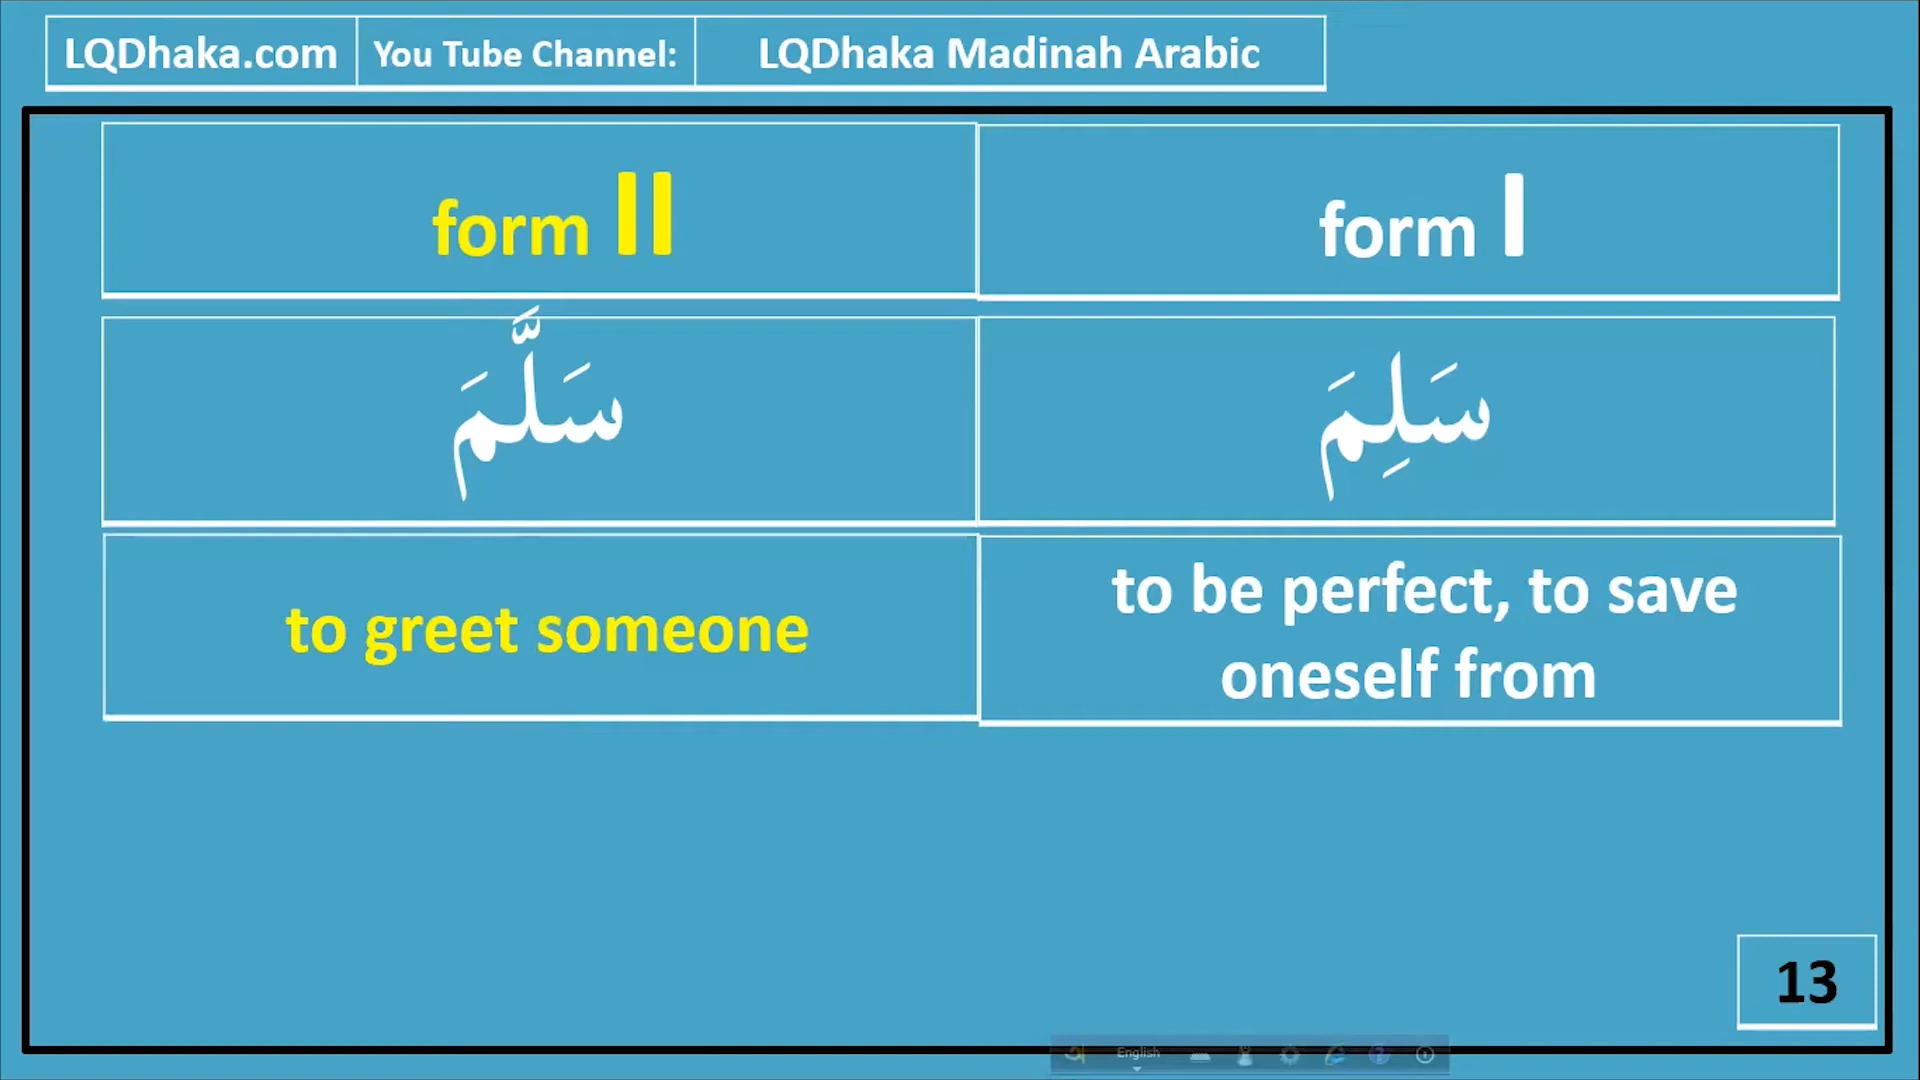 LQDhaka.com You Tube Channel: LQDhaka Madinah Arabic
form II form I
سَلَّمَ سَلِمَ
to greet someone
to be perfect, to save
oneself from
13
English